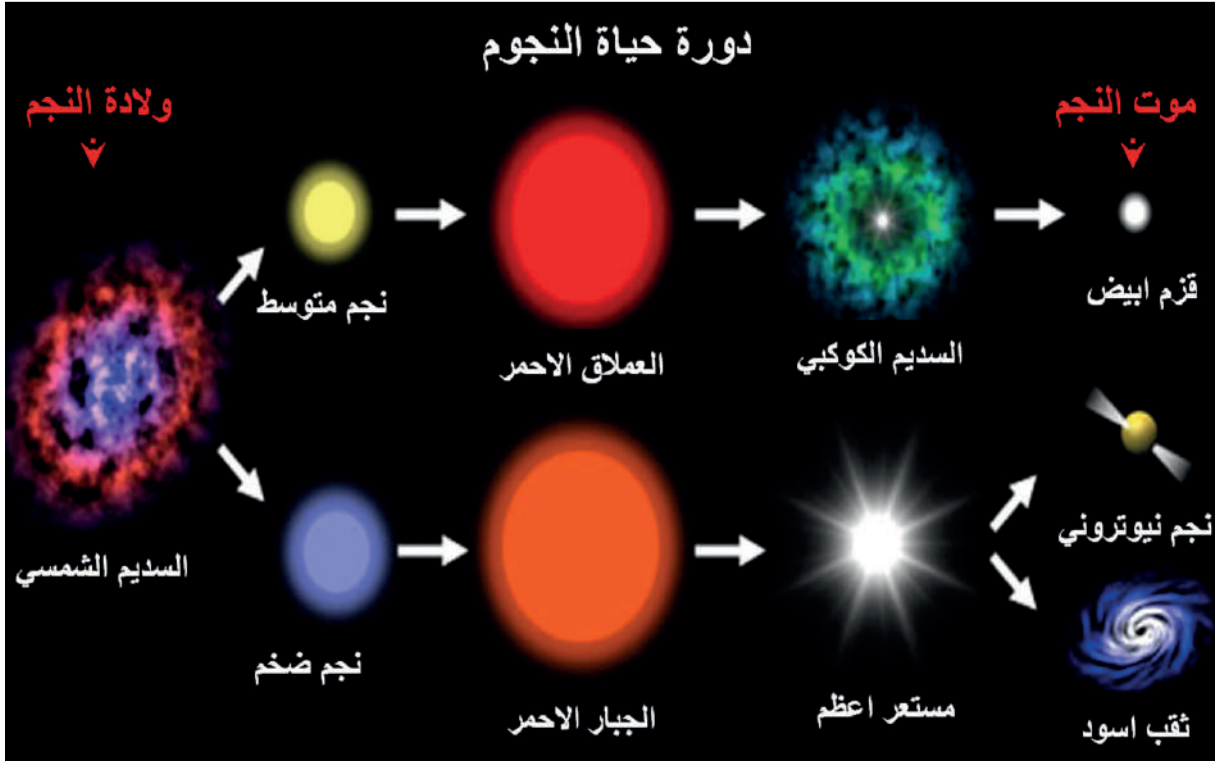 دورة حياة النجوم
ولادة النجم
موت النجم
نجم متوسط
العملاق الاحمر
السديم الكوكبي
قزم ابيض
السديم الشمسي
نجم ضخم
الجبار الاحمر
مستعر اعظم
نجم نيوتروني
ثقب اسود